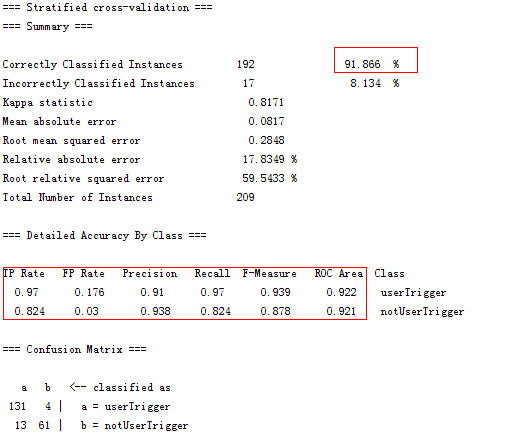 === Stratified cross-validation ===
=== Summary ===
Correctly Classified Instances 192 91.866 %
Incorrectly Classified Instances 17 8.134 %
Kappa statistic 0.8171
Mean absolute error 0.0817
Root mean squared error 0.2848
Relative absolute error 17.8349 %
Root relative squared error 59.5433 %
Total Number of Instances 209
=== Detailed Accuracy By Class ===
TP Rate FP Rate Precision Recall F-Measure ROC Area Class
0.97 0.176 0.91 0.97 0.939 0.922 userTrigger
0.824 0.03 0.938 0.824 0.878 0.921 notUserTrigger
=== Confusion Matrix ===
a b <-- classified as
131 4 | a = userTrigger
13 61 | b = notUserTrigger